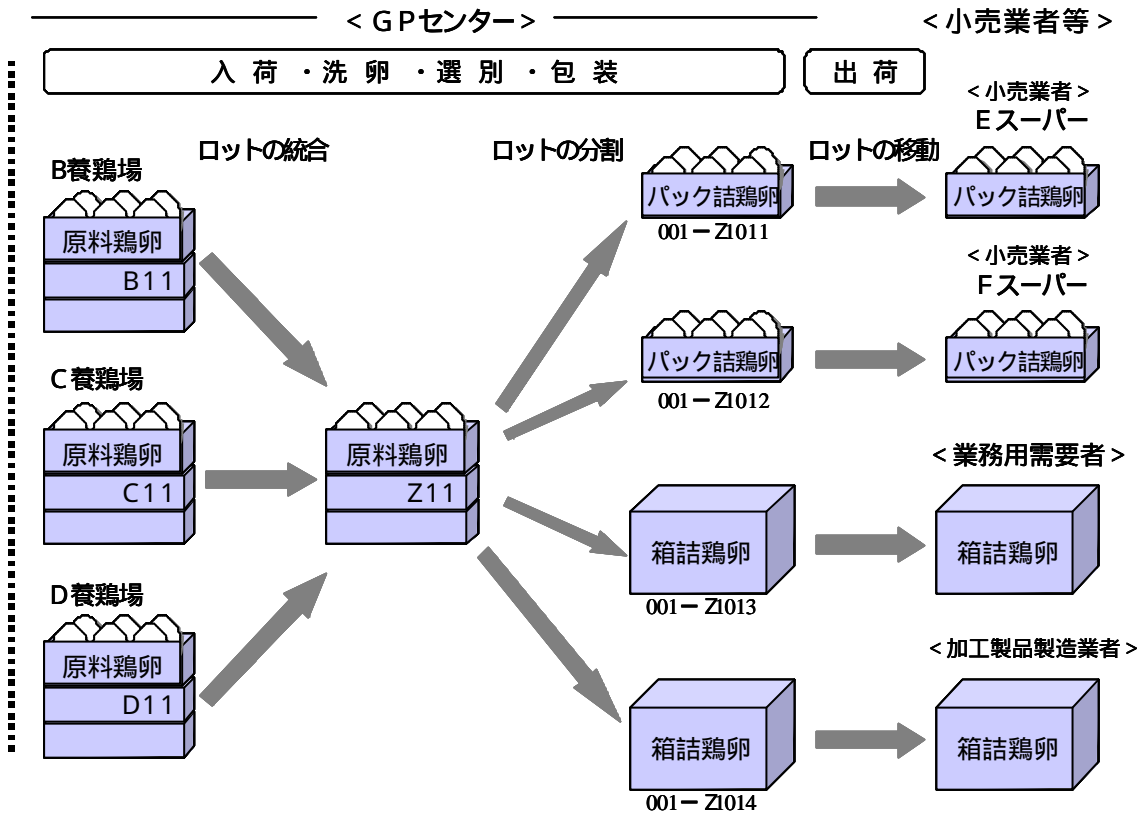 <GPセンター>
<小売業者等>
入荷・洗卵・選別・包装
出荷
ロットの統合
ロットの分割
ロットの移動
B養鶏場
原料鶏卵
B11
C養鶏場
原料鶏卵
C11
D養鶏場
原料鶏卵
D11
原料鶏卵
Z11
パック詰鶏卵
001－Z1011
パック詰鶏卵
001－Z1012
箱詰鶏卵
001－Z1013
箱詰鶏卵
001－Z1014
<小売業者>
Eスーパー
パック詰鶏卵
<小売業者>
Fスーパー
パック詰鶏卵
<業務用需要者>
箱詰鶏卵
<加工製品製造業者>
箱詰鶏卵